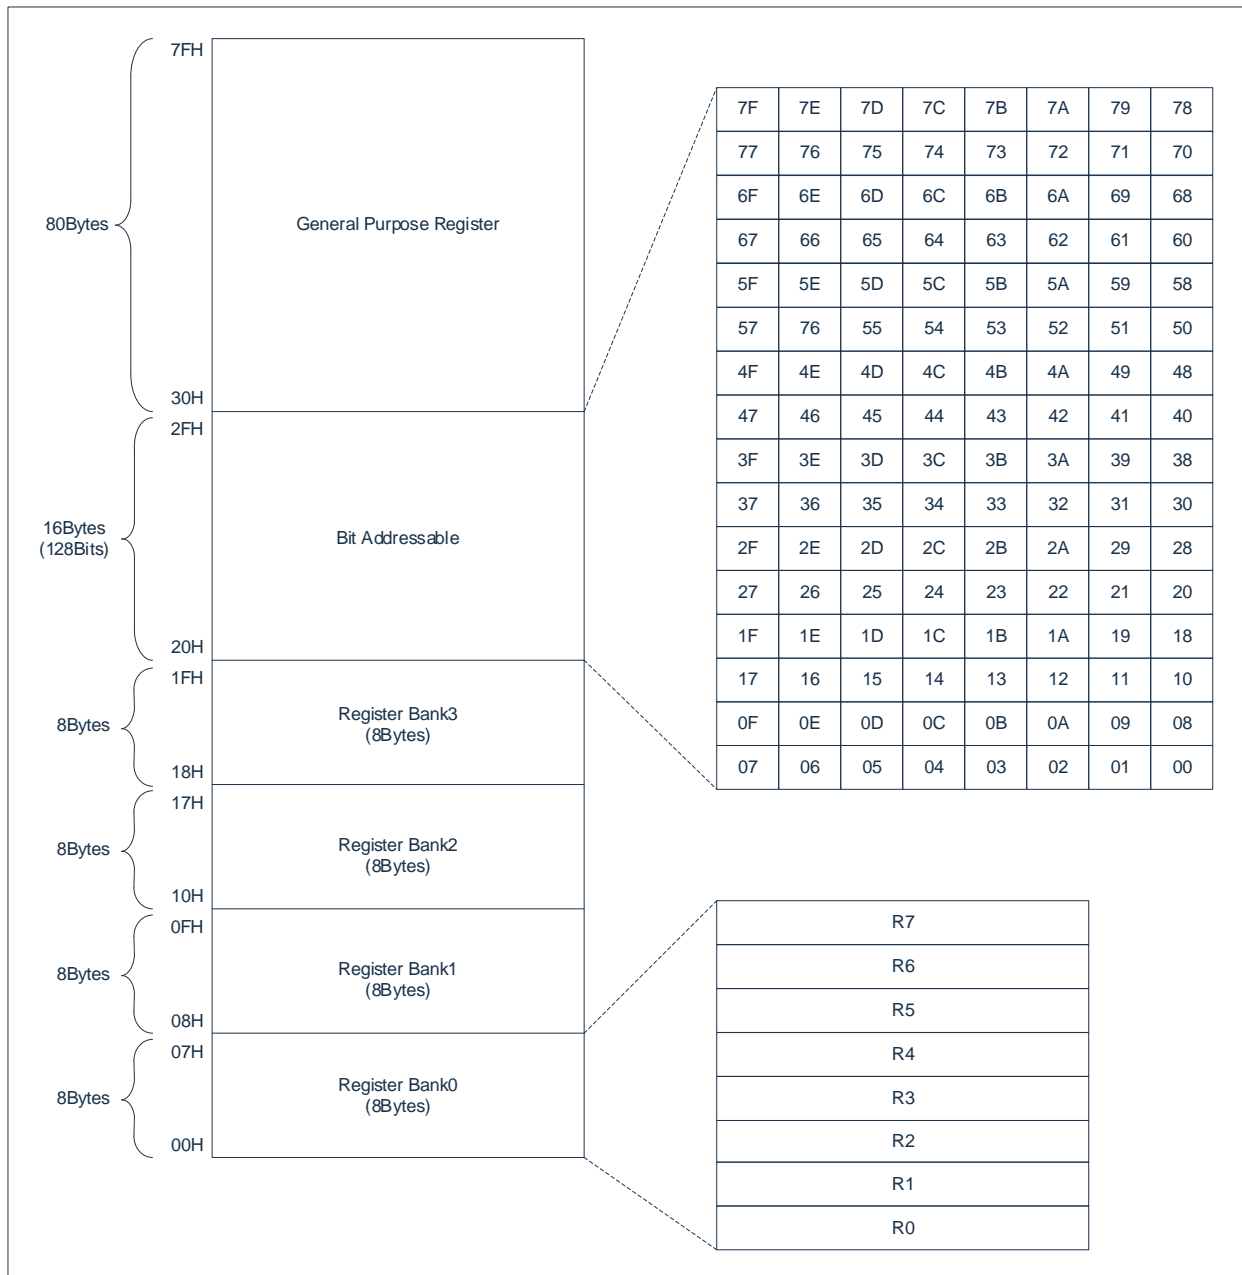 7FH
80Bytes
General Purpose Register
30H
2FH
16Bytes
(128Bits)
Bit Addressable
20H
1FH
8Bytes
Register Bank3
(8Bytes)
18H
17H
8Bytes
Register Bank2
(8Bytes)
10H
0FH
8Bytes
Register Bank1
(8Bytes)
08H
07H
8Bytes
Register Bank0
(8Bytes)
00H
7F 7E 7D 7C 7B 7A 79 78
77 76 75 74 73 72 71 70
6F 6E 6D 6C 6B 6A 69 68
67 66 65 64 63 62 61 60
5F 5E 5D 5C 5B 5A 59 58
57 76 55 54 53 52 51 50
4F 4E 4D 4C 4B 4A 49 48
47 46 45 44 43 42 41 40
3F 3E 3D 3C 3B 3A 39 38
37 36 35 34 33 32 31 30
2F 2E 2D 2C 2B 2A 29 28
27 26 25 24 23 22 21 20
1F 1E 1D 1C 1B 1A 19 18
17 16 15 14 13 12 11 10
0F 0E 0D 0C 0B 0A 09 08
07 06 05 04 03 02 01 00
R7
R6
R5
R4
R3
R2
R1
R0